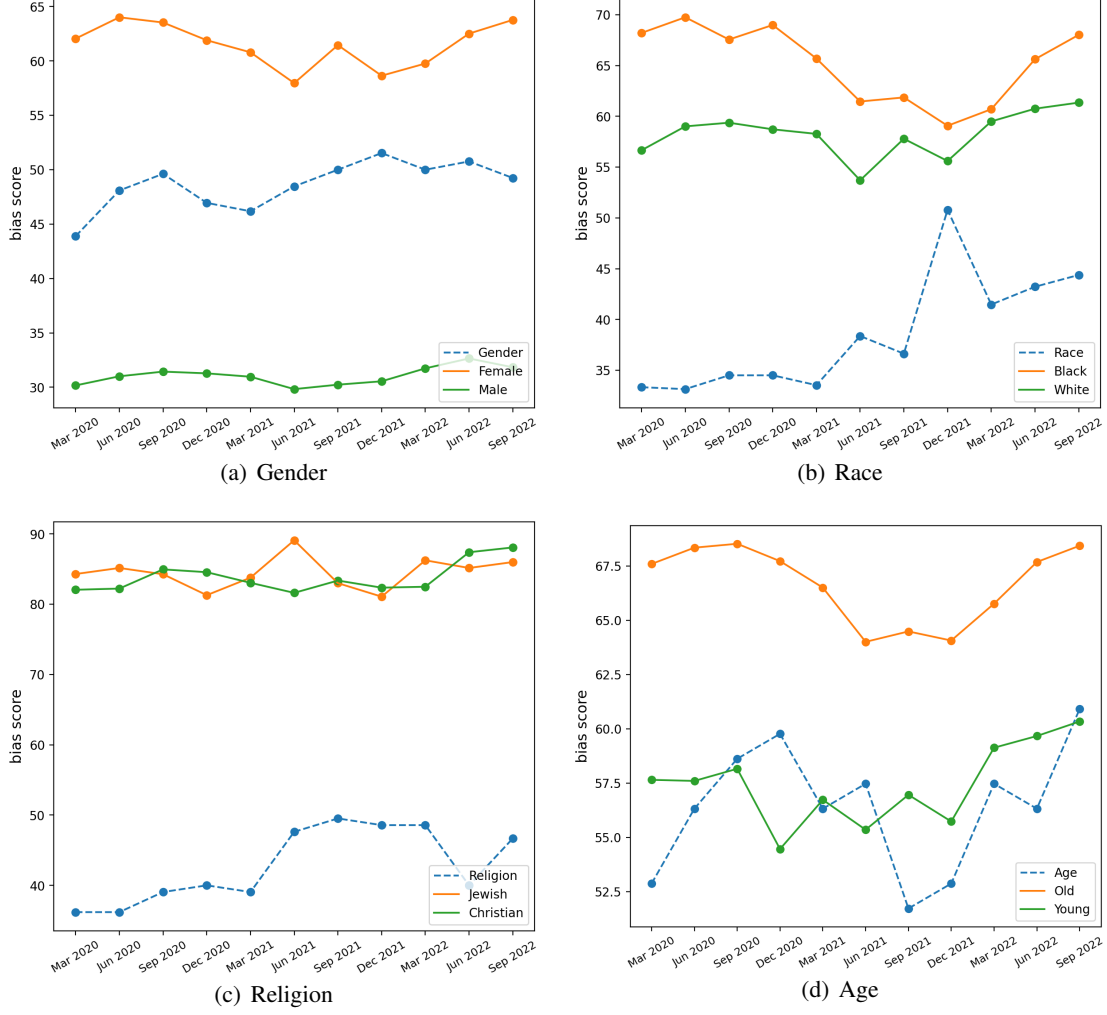 65
60
55
50
45
40
35
30
bias score
Mar 2020
Jun 2020
Sep 2020
Dec 2020
Mar 2021
Jun 2021
Sep 2021
Dec 2021
Mar 2022
Jun 2022
Sep 2022
Gender
Female
Male
(a) Gender
70
65
60
55
50
45
40
35
bias score
Mar 2020
Jun 2020
Sep 2020
Dec 2020
Mar 2021
Jun 2021
Sep 2021
Dec 2021
Mar 2022
Jun 2022
Sep 2022
Race
Black
White
(b) Race
90
80
70
60
50
40
bias score
Mar 2020
Jun 2020
Sep 2020
Dec 2020
Mar 2021
Jun 2021
Sep 2021
Dec 2021
Mar 2022
Jun 2022
Sep 2022
Religion
Jewish
Christian
(c) Religion
67.5
65.0
62.5
60.0
57.5
55.0
52.5
bias score
Mar 2020
Jun 2020
Sep 2020
Dec 2020
Mar 2021
Jun 2021
Sep 2021
Dec 2021
Mar 2022
Jun 2022
Sep 2022
Age
Old
Young
(d) Age